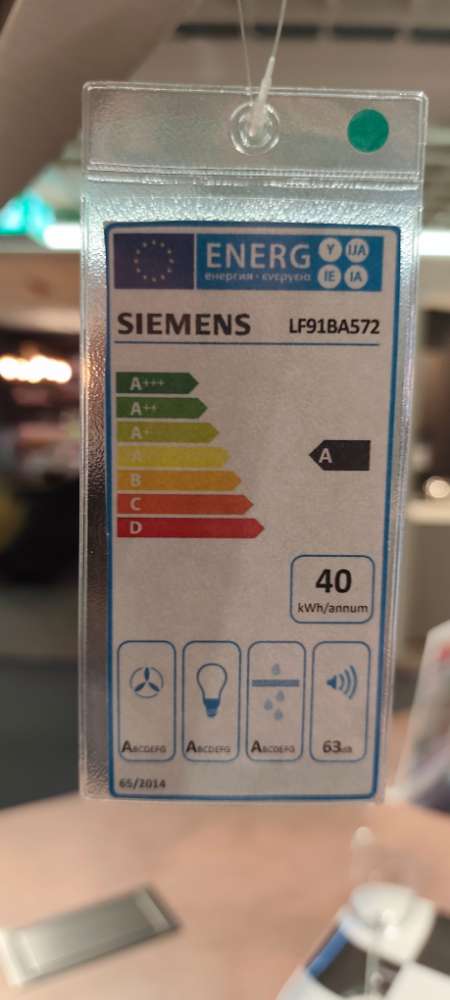 ENERG Y IJA
енергия · ενεργεια IE IA
SIEMENS LF91BA572
A+++
A++
A+
A
B
C
D
A
40
kWh/annum
ABCDEFG ABCDEFG ABCDEFG 63dB
65/2014